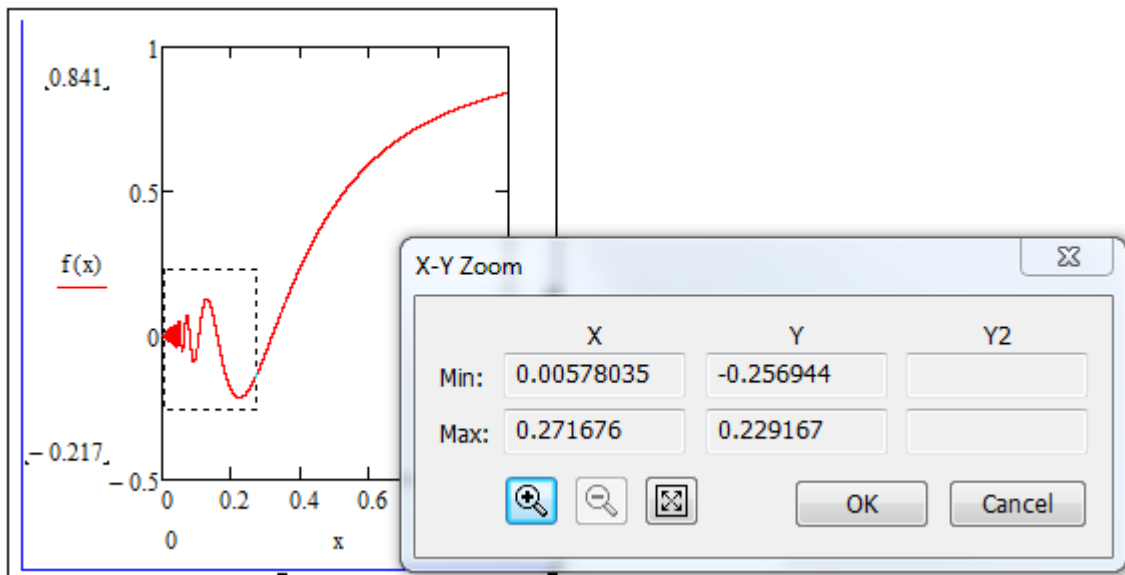 1
0.841
0.5
f(x)
0
− 0.217
− 0.5
0 0.2 0.4 0.6
0 x
X-Y Zoom
X Y Y2
Min: 0.00578035 -0.256944
Max: 0.271676 0.229167
OK Cancel